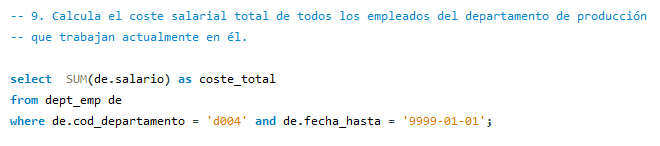 -- 9. Calcula el coste salarial total de todos los empleados del departamento de producción
-- que trabajan actualmente en él.
select  SUM(de.salario) as coste_total
from dept_emp de
where de.cod_departamento = 'd004' and de.fecha_hasta = '9999-01-01';